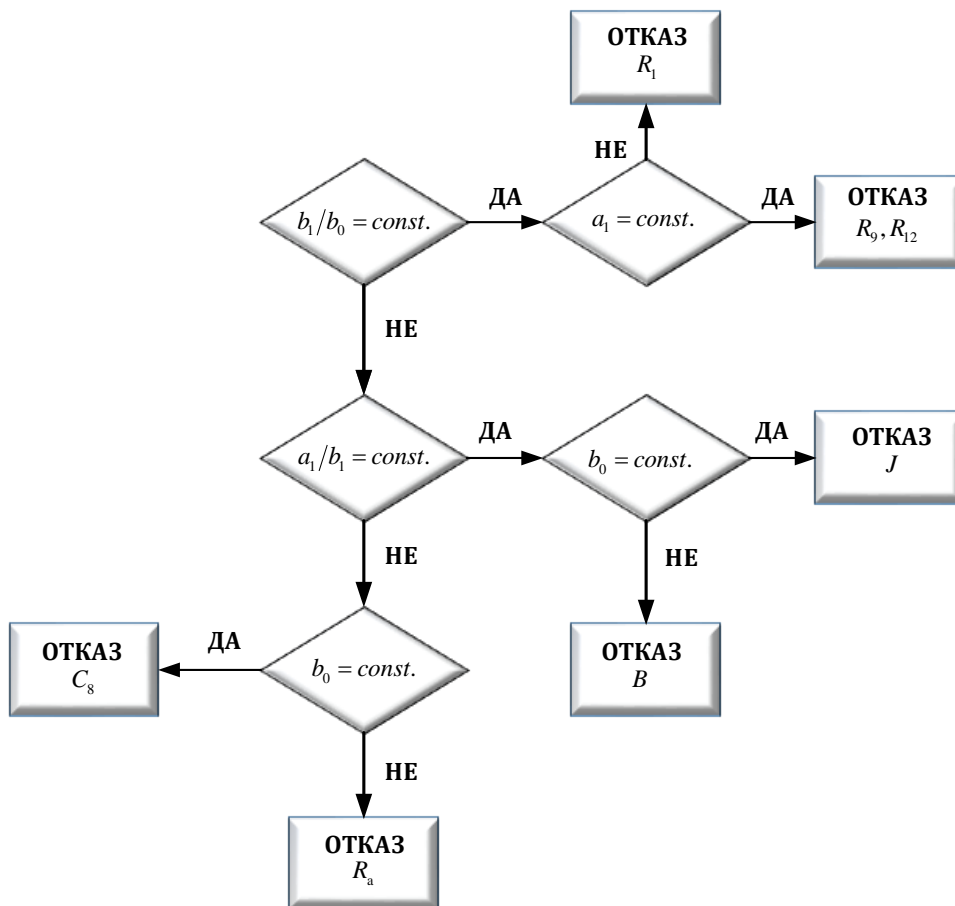 ОТКАЗ
R₁
НЕ
b₁/b₀ = const.
ДА
a₁ = const.
ДА
ОТКАЗ
R₉, R₁₂
НЕ
a₁/b₁ = const.
ДА
b₀ = const.
ДА
ОТКАЗ
J
НЕ
НЕ
ОТКАЗ
C₈
ДА
b₀ = const.
ОТКАЗ
B
НЕ
ОТКАЗ
Rₐ